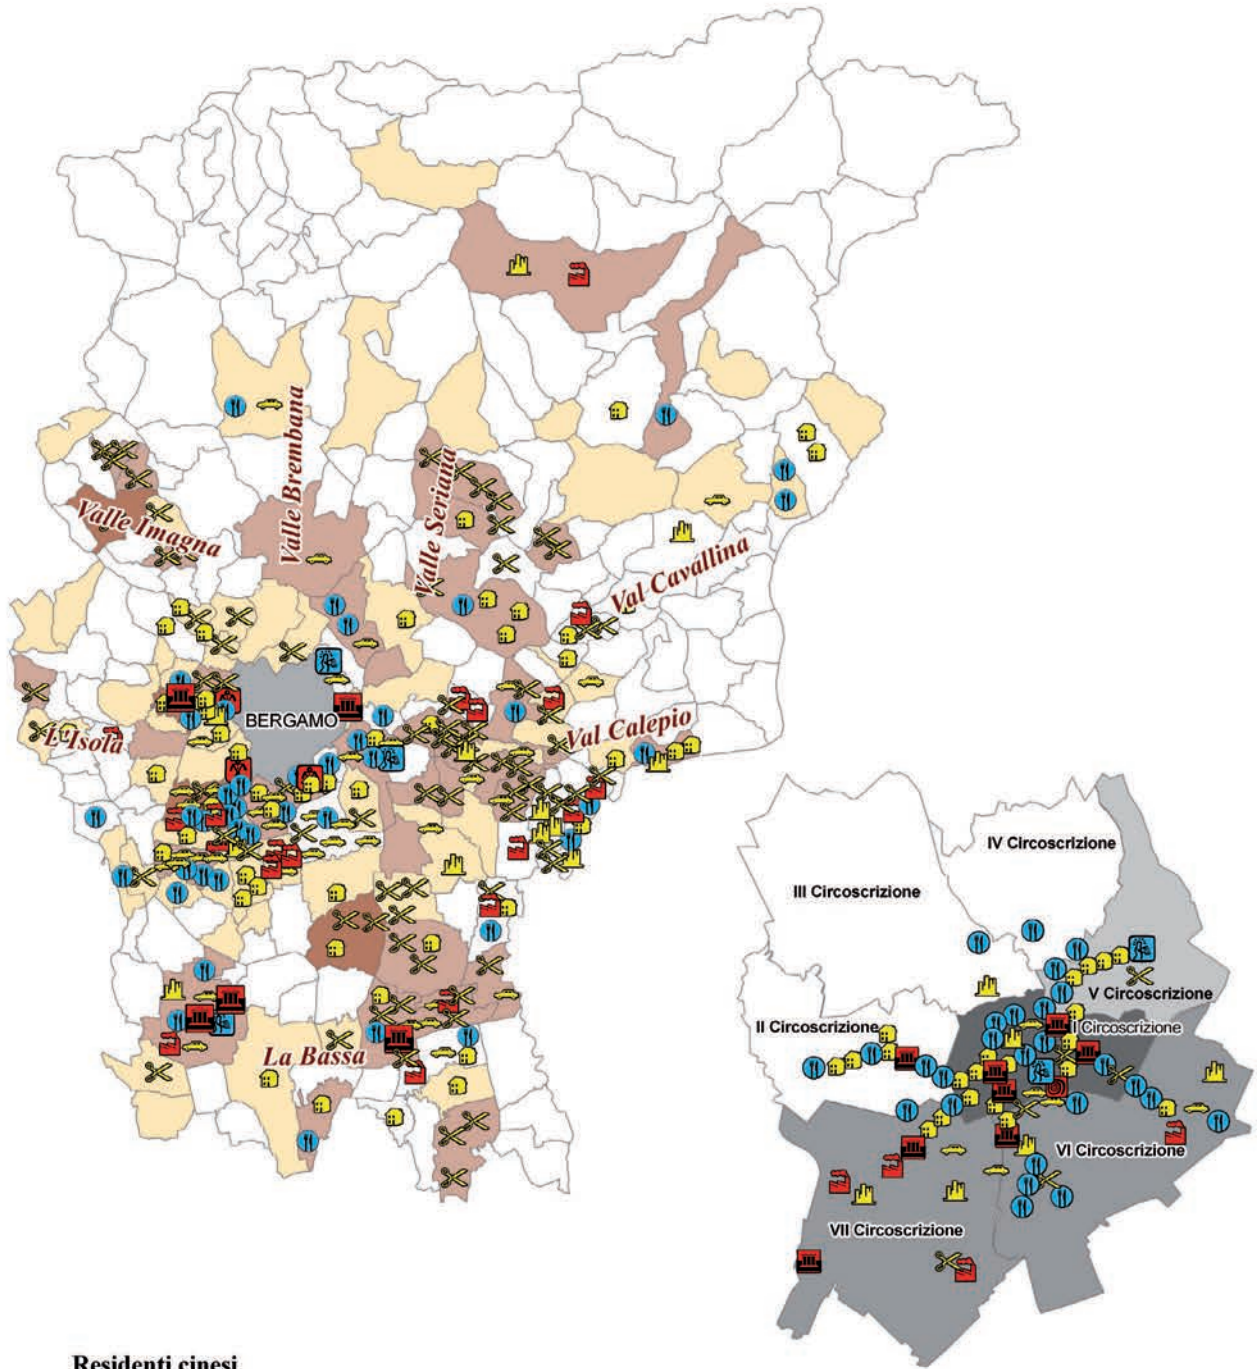 Valle Brembana
Valle Seriana
Valle Imagna
Val Cavallina
BERGAMO
L'Isola
Val Calepio
La Bassa
IV Circoscrizione
III Circoscrizione
V Circoscrizione
II Circoscrizione
I Circoscrizione
VI Circoscrizione
VII Circoscrizione
Residenti cinesi